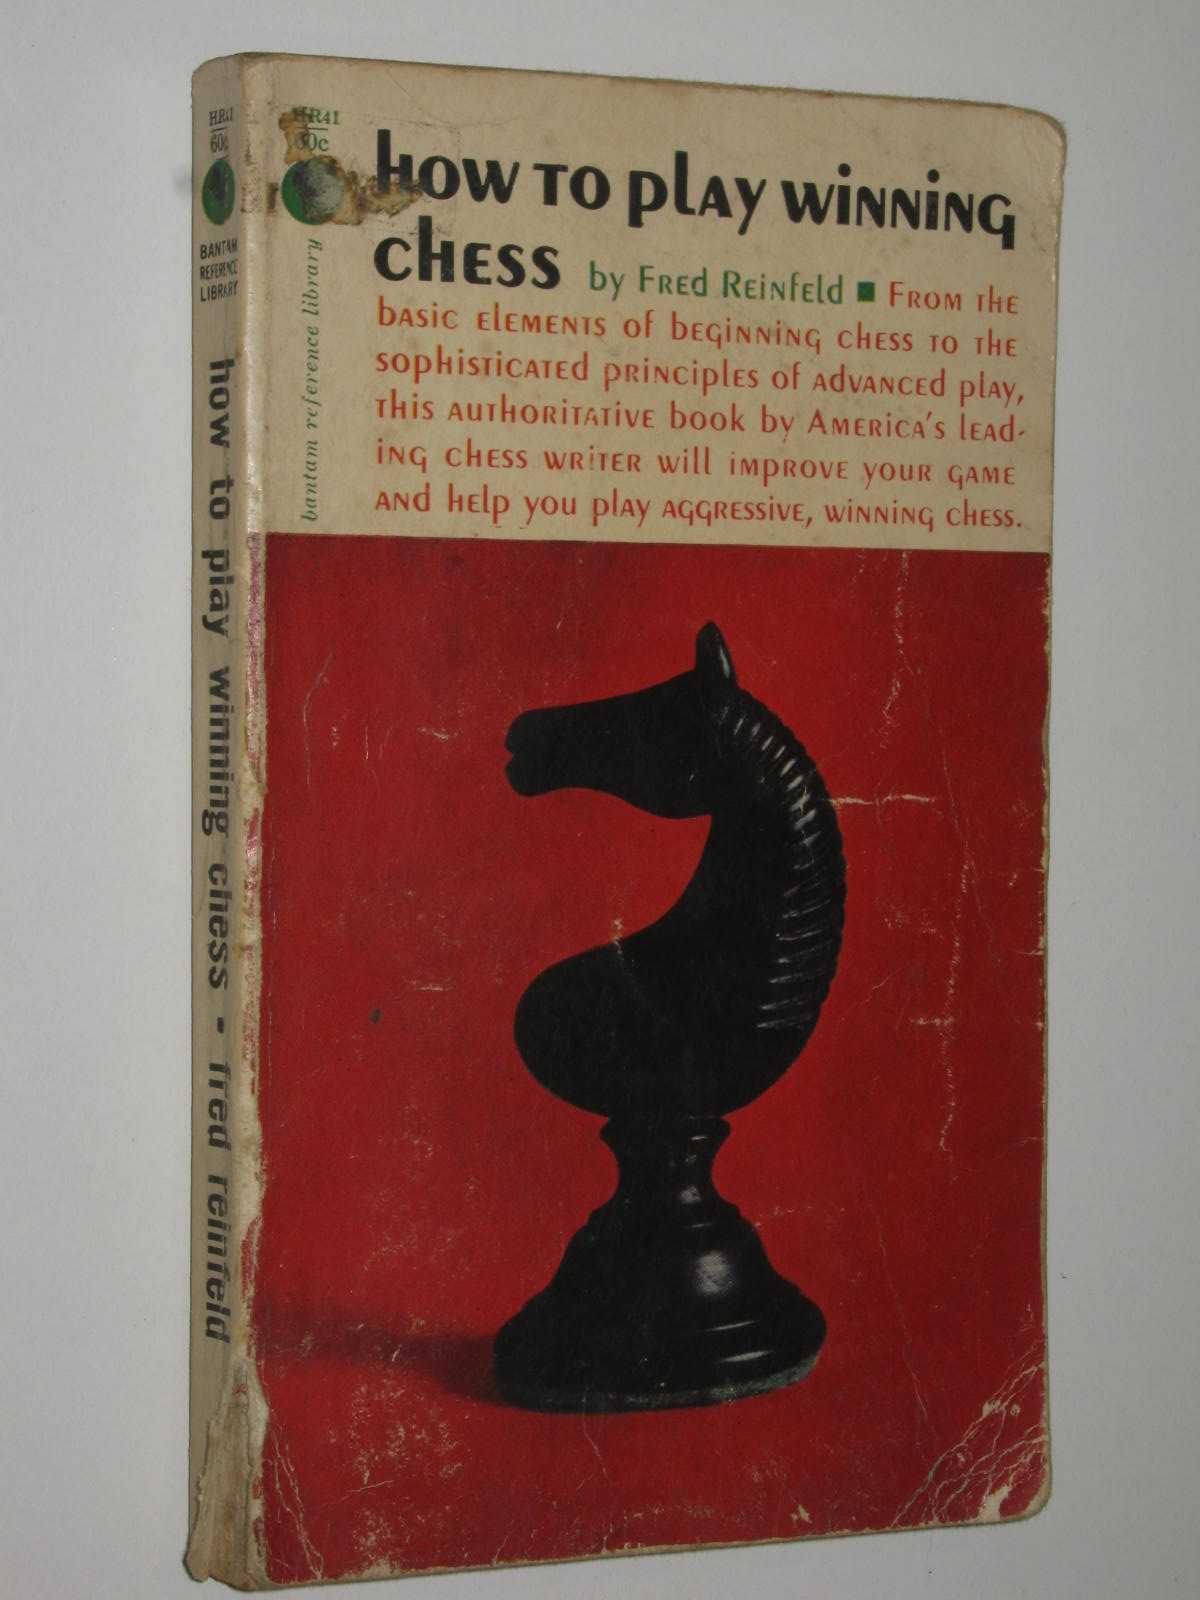 HR41
60c
BANTAM
REFERENCE
LIBRARY
how to play winning chess - fred reinfeld
HR41
60c
bantam reference library
how to play winning
chess by Fred Reinfeld ■ From the
basic elements of beginning chess to the
sophisticated principles of advanced play,
this authoritative book by America's lead-
ing chess writer will improve your game
and help you play aggressive, winning chess.